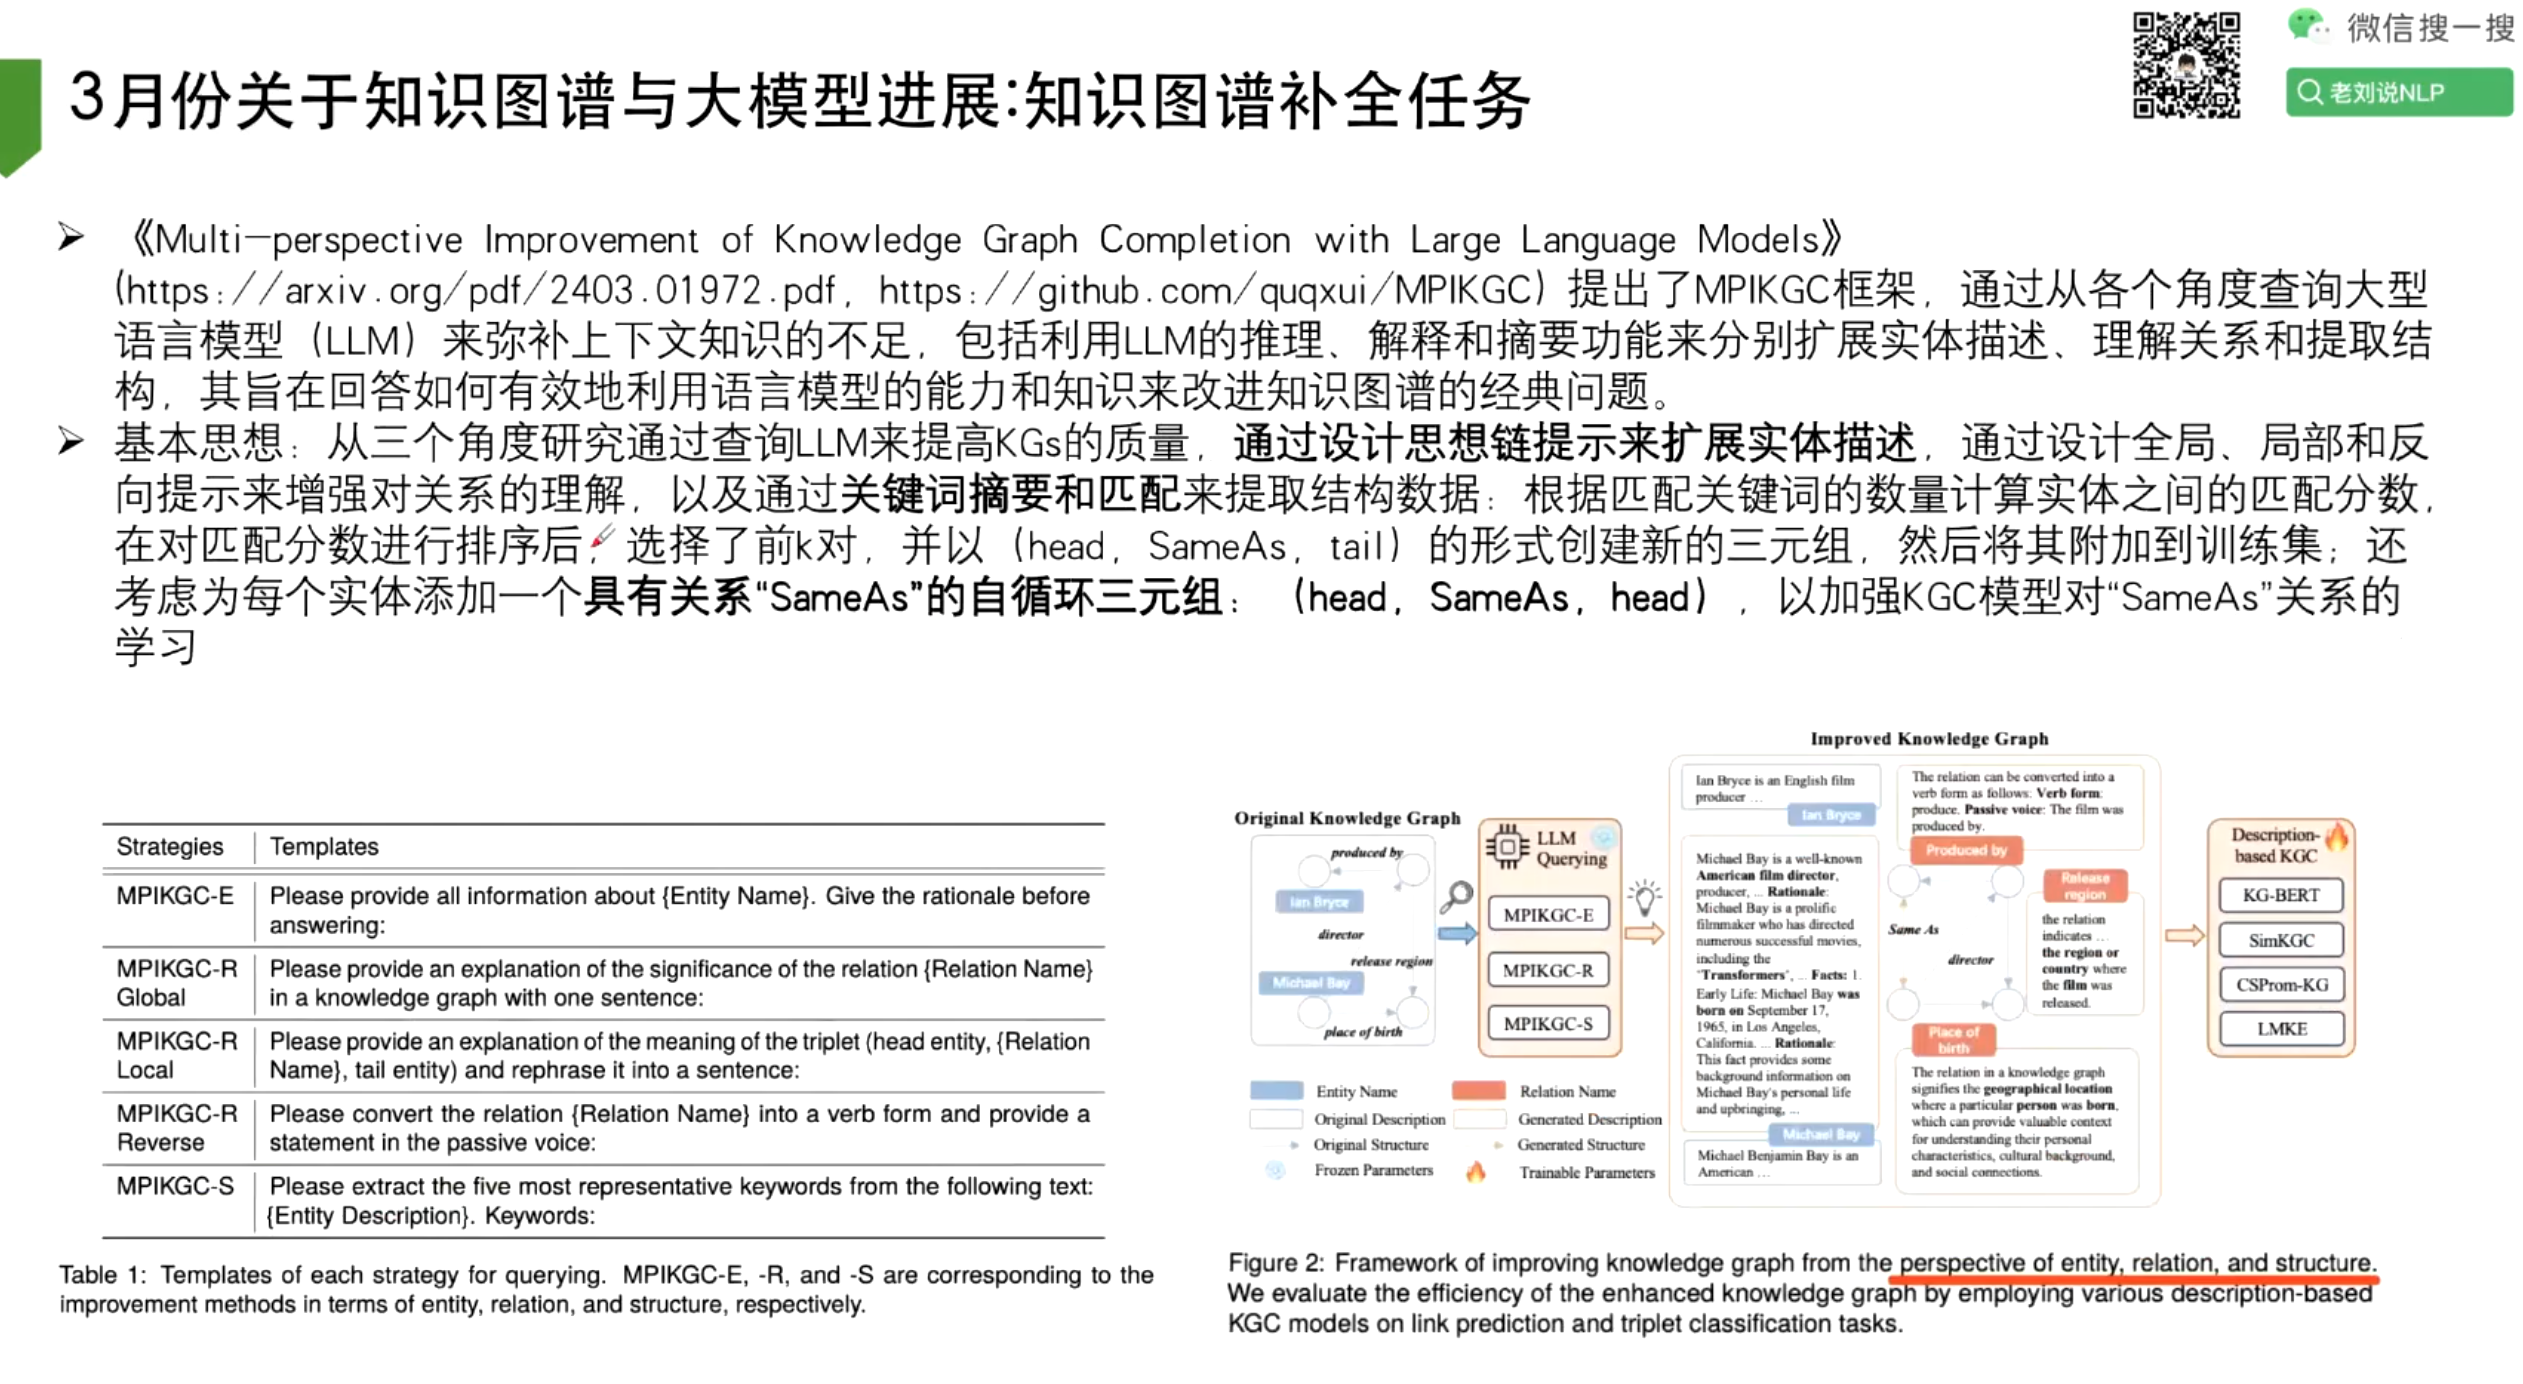 微信搜一搜
老刘说NLP
3月份关于知识图谱与大模型进展:知识图谱补全任务
《Multi-perspective Improvement of Knowledge Graph Completion with Large Language Models》
(https://arxiv.org/pdf/2403.01972.pdf, https://github.com/quqxui/MPIKGC) 提出了MPIKGC框架，通过从各个角度查询大型
语言模型（LLM）来弥补上下文知识的不足，包括利用LLM的推理、解释和摘要功能来分别扩展实体描述、理解关系和提取结
构，其旨在回答如何有效地利用语言模型的能力和知识来改进知识图谱的经典问题。
基本思想：从三个角度研究通过查询LLM来提高KGs的质量，通过设计思想链提示来扩展实体描述，通过设计全局、局部和反
向提示来增强对关系的理解，以及通过关键词摘要和匹配来提取结构数据：根据匹配关键词的数量计算实体之间的匹配分数，
在对匹配分数进行排序后 选择了前k对，并以（head，SameAs，tail）的形式创建新的三元组，然后将其附加到训练集；还
考虑为每个实体添加一个具有关系“SameAs”的自循环三元组：（head，SameAs，head），以加强KGC模型对“SameAs”关系的
学习
Strategies Templates
MPIKGC-E Please provide all information about {Entity Name}. Give the rationale before
answering:
MPIKGC-R Please provide an explanation of the significance of the relation {Relation Name}
Global in a knowledge graph with one sentence:
MPIKGC-R Please provide an explanation of the meaning of the triplet (head entity, {Relation
Local Name}, tail entity) and rephrase it into a sentence:
MPIKGC-R Please convert the relation {Relation Name} into a verb form and provide a
Reverse statement in the passive voice:
MPIKGC-S Please extract the five most representative keywords from the following text:
{Entity Description}. Keywords:
Table 1: Templates of each strategy for querying. MPIKGC-E, -R, and -S are corresponding to the
improvement methods in terms of entity, relation, and structure, respectively.
Original Knowledge Graph
produced by
Ian Bryce
director
release region
Michael Bay
place of birth
LLM
Querying
MPIKGC-E
MPIKGC-R
MPIKGC-S
Entity Name
Relation Name
Original Description
Generated Description
Original Structure
Generated Structure
Frozen Parameters
Trainable Parameters
Improved Knowledge Graph
Ian Bryce is an English film
producer ...
Ian Bryce
Michael Bay is a well-known
American film director,
producer, ... Rationale:
Michael Bay is a prolific
filmmaker who has directed
numerous successful movies,
including the
"Transformers", ... Facts: 1.
Early Life: Michael Bay was
born on September 17,
1965, in Los Angeles,
California. ... Rationale:
This fact provides some
background information on
Michael Bay's personal life
and upbringing, ...
Michael Bay
Michael Benjamin Bay is an
American ...
The relation can be converted into a
verb form as follows: Verb form:
produce. Passive voice: The film was
produced by.
Produced by
Release
region
the relation
indicates ...
the region or
country where
the film was
released.
Same As
director
Place of
birth
The relation in a knowledge graph
signifies the geographical location
where a particular person was born,
which can provide valuable context
for understanding their personal
characteristics, cultural background,
and social connections.
Description-
based KGC
KG-BERT
SimKGC
CSProm-KG
LMKE
Figure 2: Framework of improving knowledge graph from the perspective of entity, relation, and structure.
We evaluate the efficiency of the enhanced knowledge graph by employing various description-based
KGC models on link prediction and triplet classification tasks.